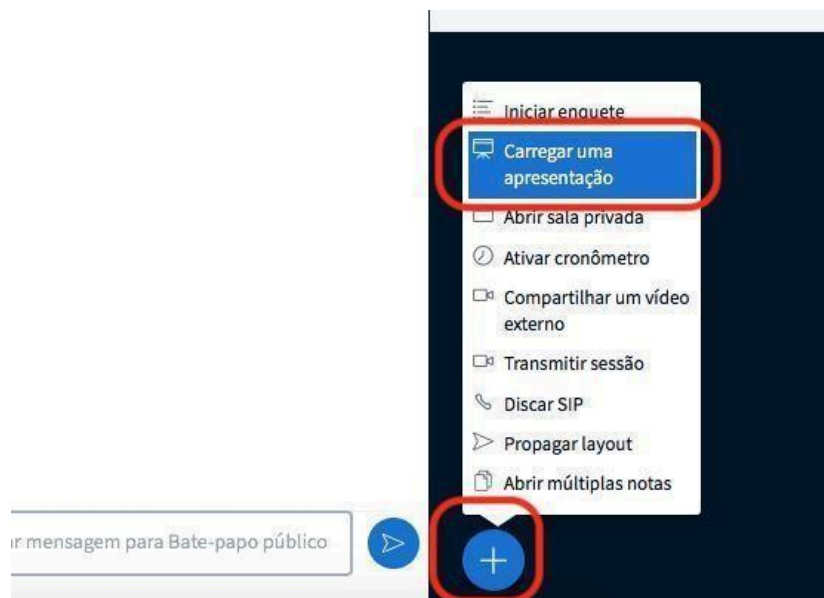 Iniciar enquete
Carregar uma
apresentação
Abrir sala privada
Ativar cronômetro
Compartilhar um vídeo
externo
Transmitir sessão
Discar SIP
Propagar layout
Abrir múltiplas notas
mensagem para Bate-papo público